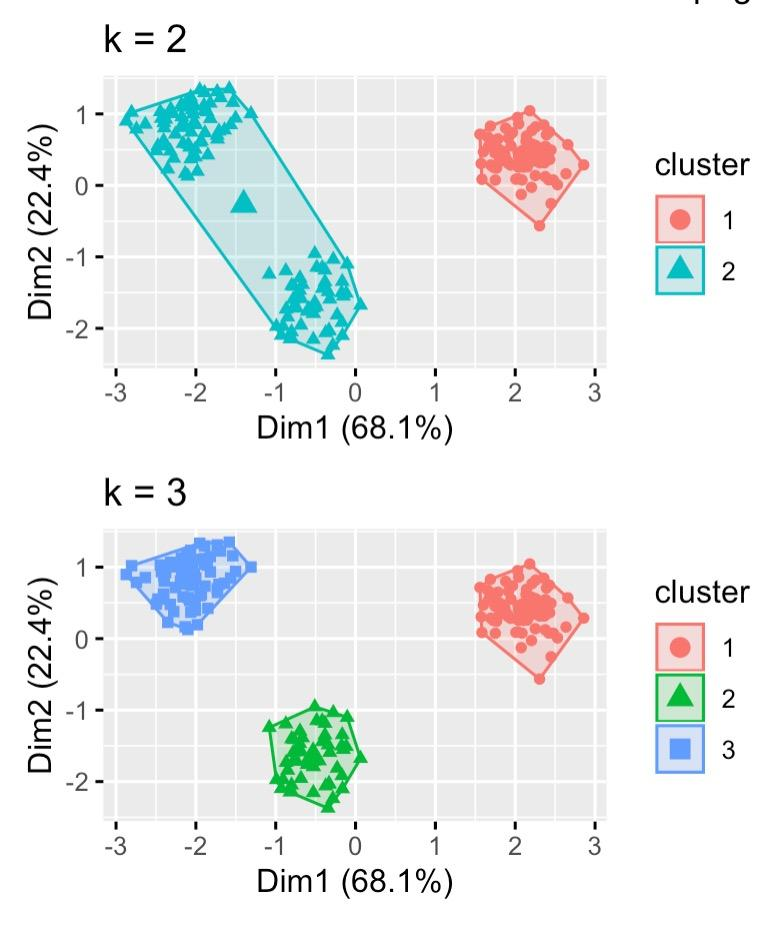 k = 2
1
0
-1
-2
Dim2 (22.4%)
-3 -2 -1 0 1 2 3
Dim1 (68.1%)
cluster
1
2
k = 3
1
0
-1
-2
Dim2 (22.4%)
-3 -2 -1 0 1 2 3
Dim1 (68.1%)
cluster
1
2
3